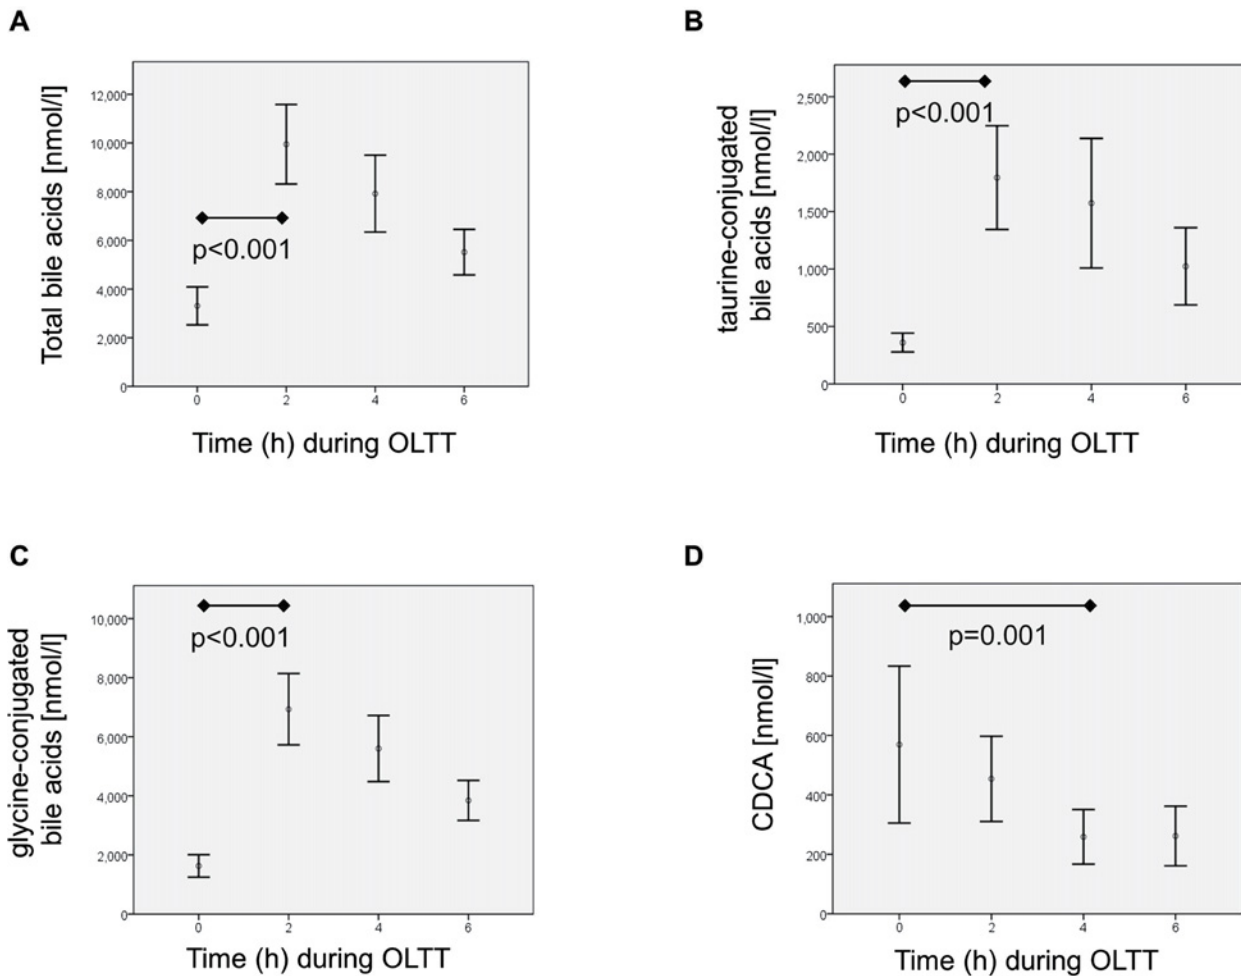 A
Total bile acids [nmol/l]
12,000
10,000
8,000
6,000
4,000
2,000
0
p<0.001
0 2 4 6
Time (h) during OLTT
B
taurine-conjugated
bile acids [nmol/l]
2,500
2,000
1,500
1,000
500
0
p<0.001
0 2 4 6
Time (h) during OLTT
C
glycine-conjugated
bile acids [nmol/l]
10,000
8,000
6,000
4,000
2,000
0
p<0.001
0 2 4 6
Time (h) during OLTT
D
CDCA [nmol/l]
1,000
800
600
400
200
0
p=0.001
0 2 4 6
Time (h) during OLTT